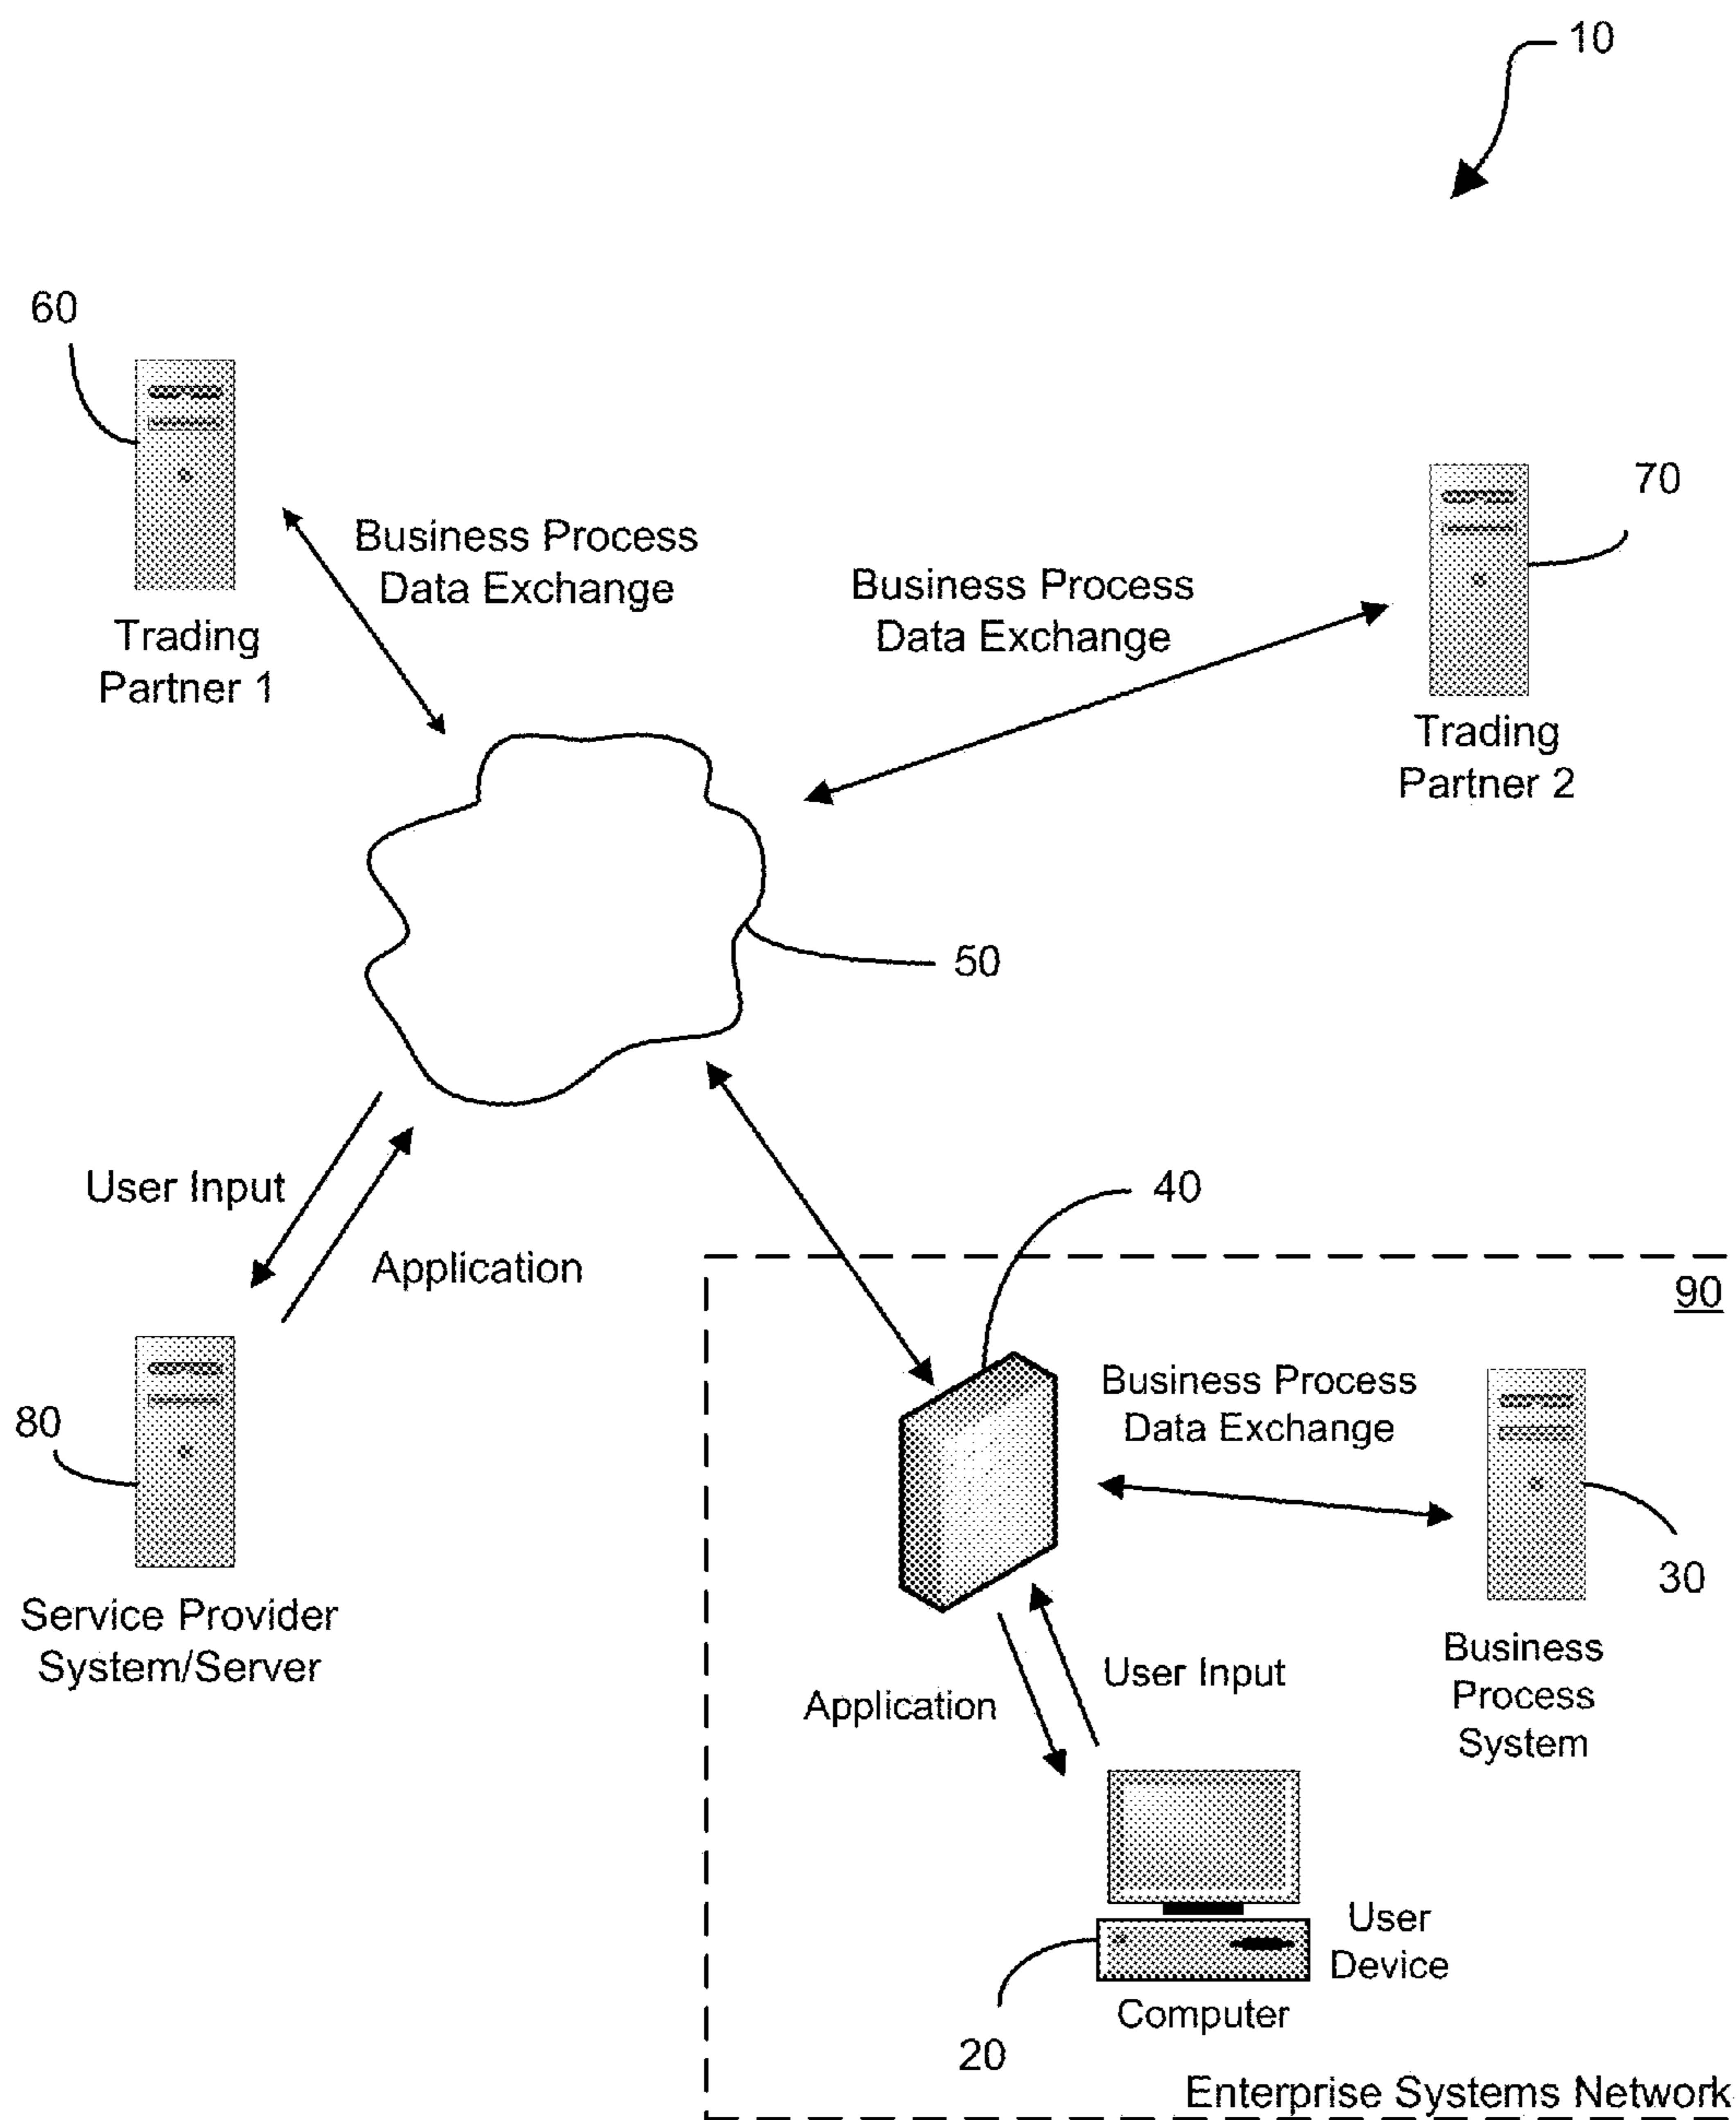 10
60
Business Process
Data Exchange
70
Business Process
Data Exchange
Trading
Partner 1
Trading
Partner 2
50
User Input
40
Application
90
Business Process
Data Exchange
80
30
Service Provider
System/Server
Business
Process
System
User Input
Application
User
Device
Computer
20
Enterprise Systems Network